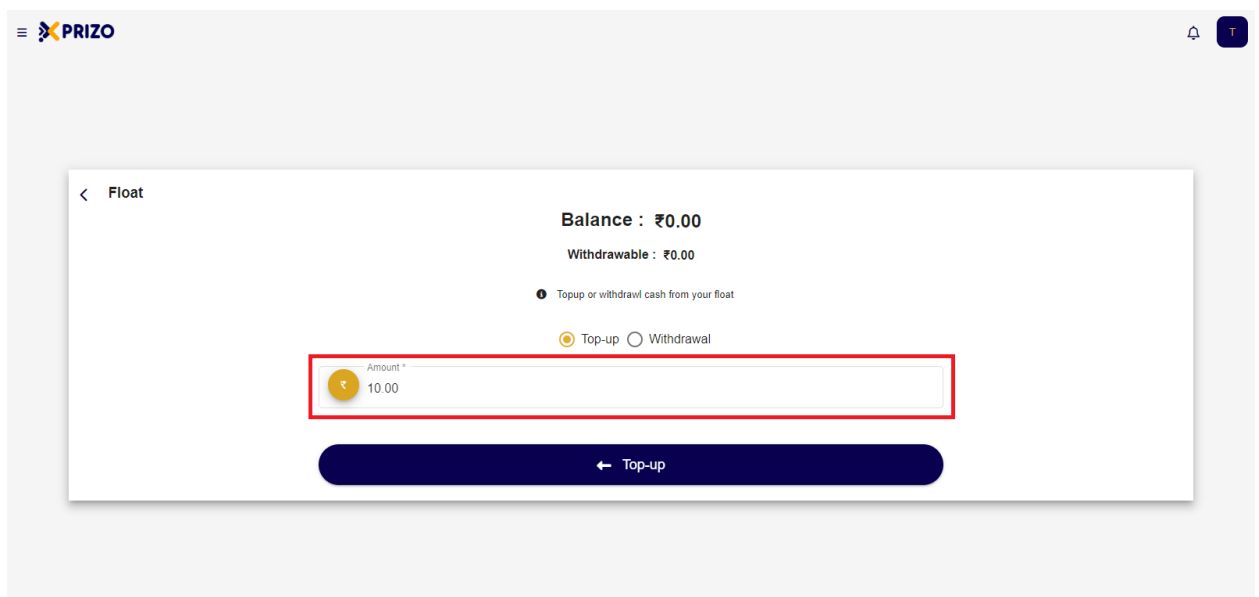 XPRIZO
T
Float
Balance : ₹0.00
Withdrawable : ₹0.00
Topup or withdrawl cash from your float
Top-up Withdrawal
Amount *
₹ 10.00
Top-up